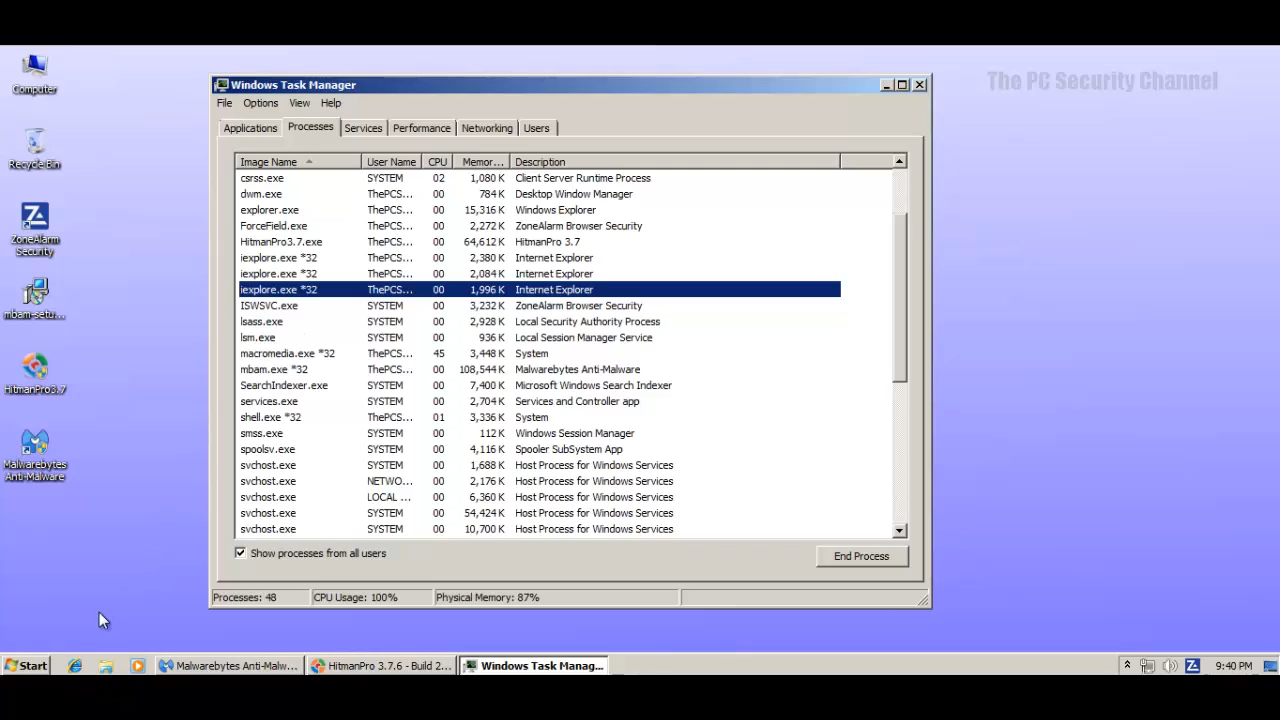 The PC Security Channel
Computer
Recycle Bin
ZoneAlarm
Security
mbam-setu...
HitmanPro3.7
Malwarebytes
Anti-Malware
Windows Task Manager
File Options View Help
Applications Processes Services Performance Networking Users
Image Name User Name CPU Memor... Description
csrss.exe SYSTEM 02 1,080 K Client Server Runtime Process
dwm.exe ThePCS... 00 784 K Desktop Window Manager
explorer.exe ThePCS... 00 15,316 K Windows Explorer
ForceField.exe ThePCS... 00 2,272 K ZoneAlarm Browser Security
HitmanPro3.7.exe ThePCS... 00 64,612 K HitmanPro 3.7
iexplore.exe *32 ThePCS... 00 2,380 K Internet Explorer
iexplore.exe *32 ThePCS... 00 2,084 K Internet Explorer
iexplore.exe *32 ThePCS... 00 1,996 K Internet Explorer
ISWSVC.exe SYSTEM 00 3,232 K ZoneAlarm Browser Security
lsass.exe SYSTEM 00 2,928 K Local Security Authority Process
lsm.exe SYSTEM 00 936 K Local Session Manager Service
macromedia.exe *32 ThePCS... 45 3,448 K System
mbam.exe *32 ThePCS... 00 108,544 K Malwarebytes Anti-Malware
SearchIndexer.exe SYSTEM 00 7,400 K Microsoft Windows Search Indexer
services.exe SYSTEM 00 2,704 K Services and Controller app
shell.exe *32 ThePCS... 01 3,336 K System
smss.exe SYSTEM 00 112 K Windows Session Manager
spoolsv.exe SYSTEM 00 4,116 K Spooler SubSystem App
svchost.exe SYSTEM 00 1,688 K Host Process for Windows Services
svchost.exe NETWO... 00 2,176 K Host Process for Windows Services
svchost.exe LOCAL ... 00 6,360 K Host Process for Windows Services
svchost.exe SYSTEM 00 54,424 K Host Process for Windows Services
svchost.exe SYSTEM 00 10,700 K Host Process for Windows Services
Show processes from all users
End Process
Processes: 48 CPU Usage: 100% Physical Memory: 87%
Start Malwarebytes Anti-Malw... HitmanPro 3.7.6 - Build 2... Windows Task Manag... 9:40 PM